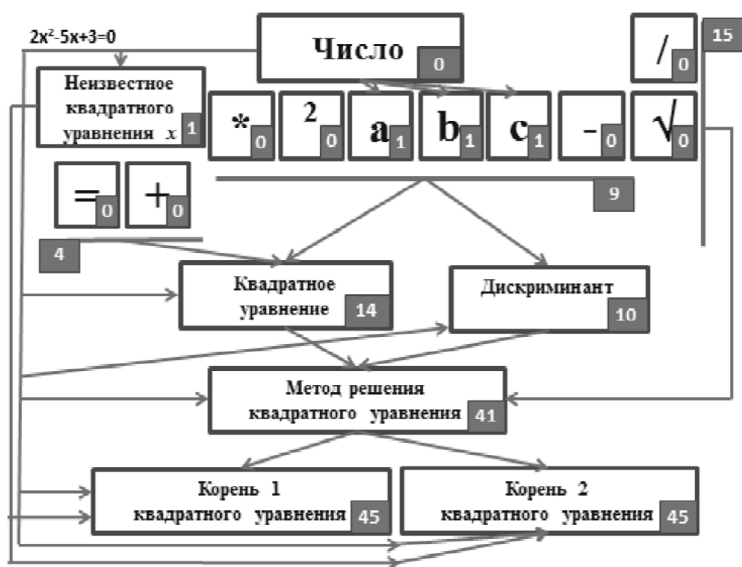 2x²-5x+3=0
Число 0
/ 0
15
Неизвестное
квадратного
уравнения x 1
* 0
2 0
a 1
b 1
c 1
- 0
√ 0
= 0
+ 0
9
4
Квадратное
уравнение 14
Дискриминант
10
Метод решения
квадратного уравнения 41
Корень 1
квадратного уравнения 45
Корень 2
квадратного уравнения 45